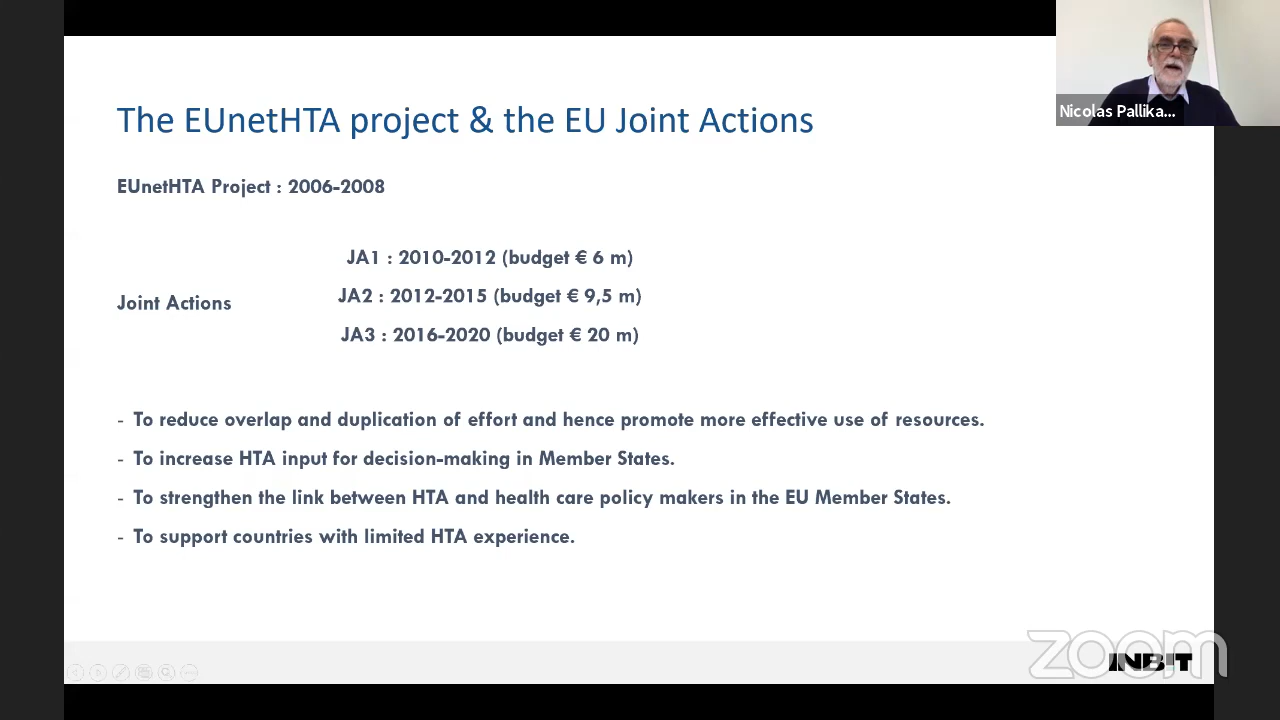 The EUnetHTA project & the EU Joint Actions
Nicolas Pallika...
EUnetHTA Project : 2006-2008
JA1 : 2010-2012 (budget € 6 m)
Joint Actions
JA2 : 2012-2015 (budget € 9,5 m)
JA3 : 2016-2020 (budget € 20 m)
- To reduce overlap and duplication of effort and hence promote more effective use of resources.
- To increase HTA input for decision-making in Member States.
- To strengthen the link between HTA and health care policy makers in the EU Member States.
- To support countries with limited HTA experience.
zoom
INB!T